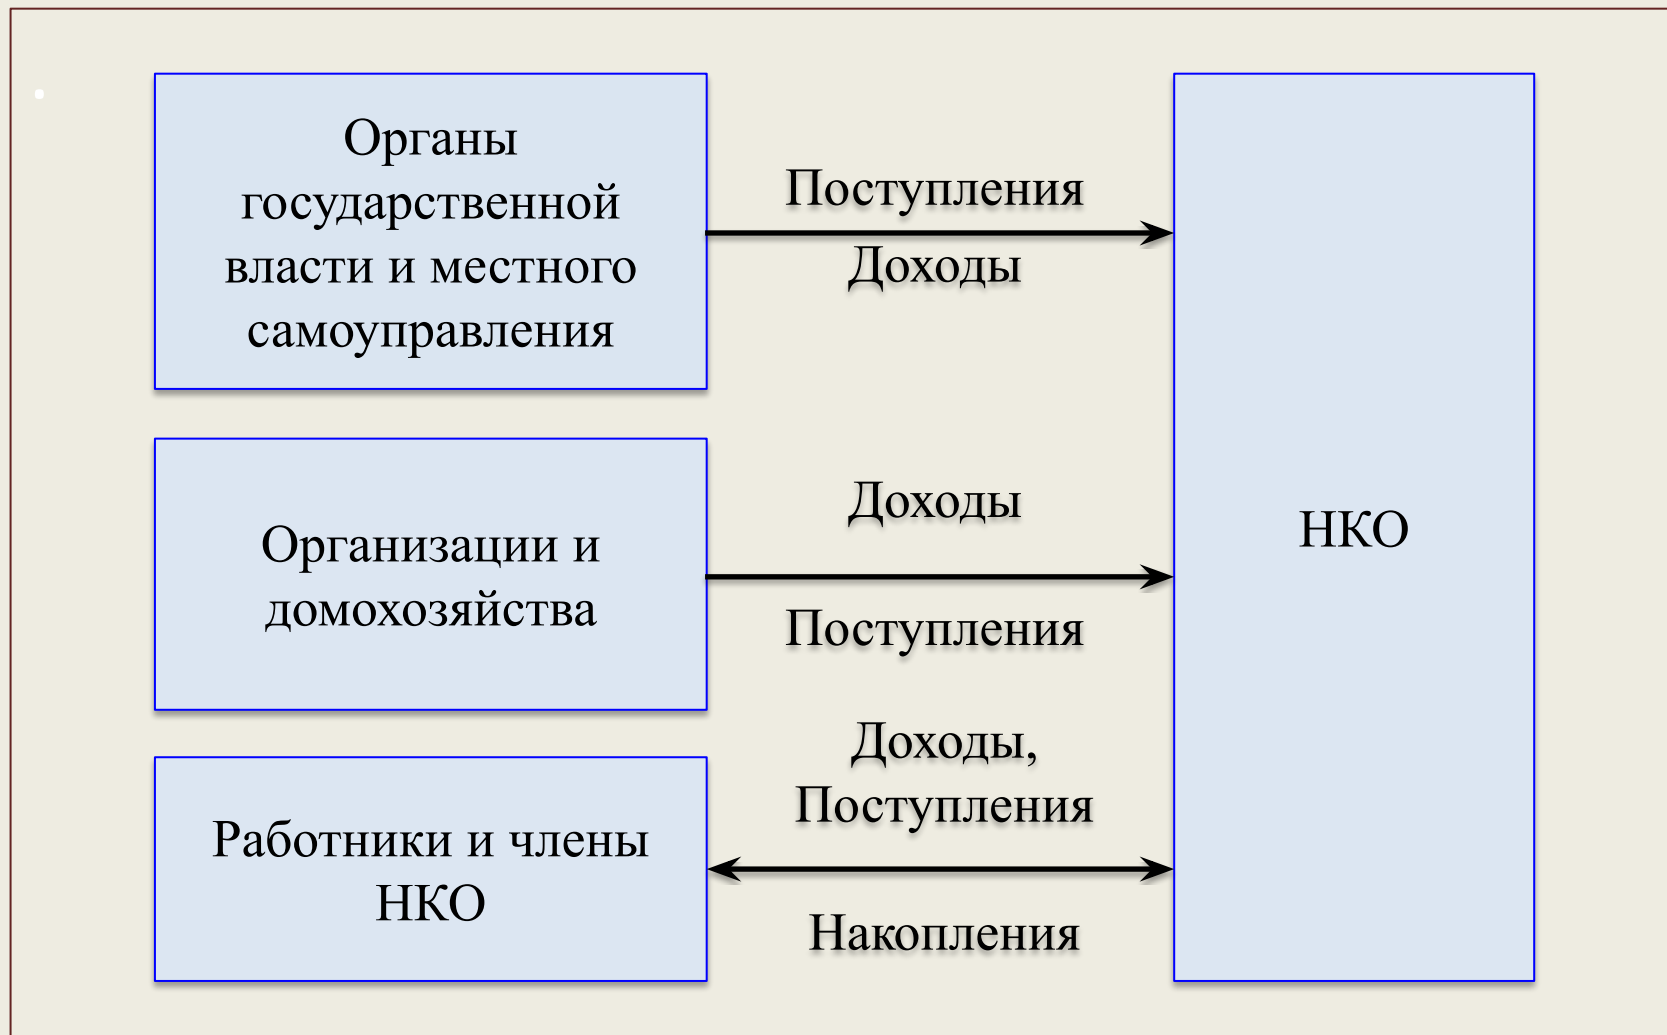 Органы
государственной
власти и местного
самоуправления
Поступления
Доходы
Организации и
домохозяйства
Доходы
Поступления
Работники и члены
НКО
Доходы,
Поступления
Накопления
НКО